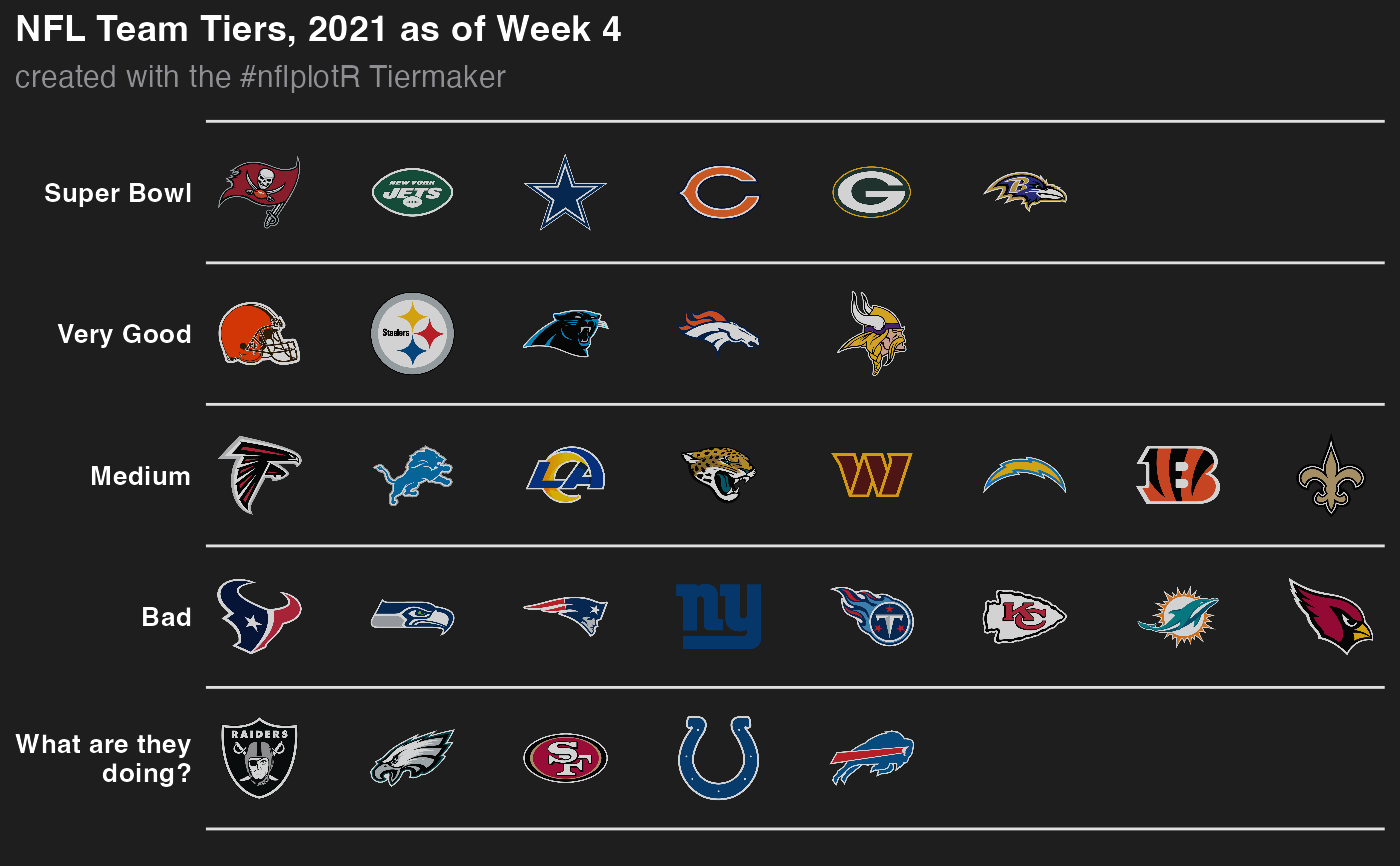 NFL Team Tiers, 2021 as of Week 4
created with the #nflplotR Tiermaker
Super Bowl
NEW YORK
JETS
G
B
Very Good
Steelers
Medium
LA
W
B
Bad
ny
T
KC
What are they
doing?
RAIDERS
SF